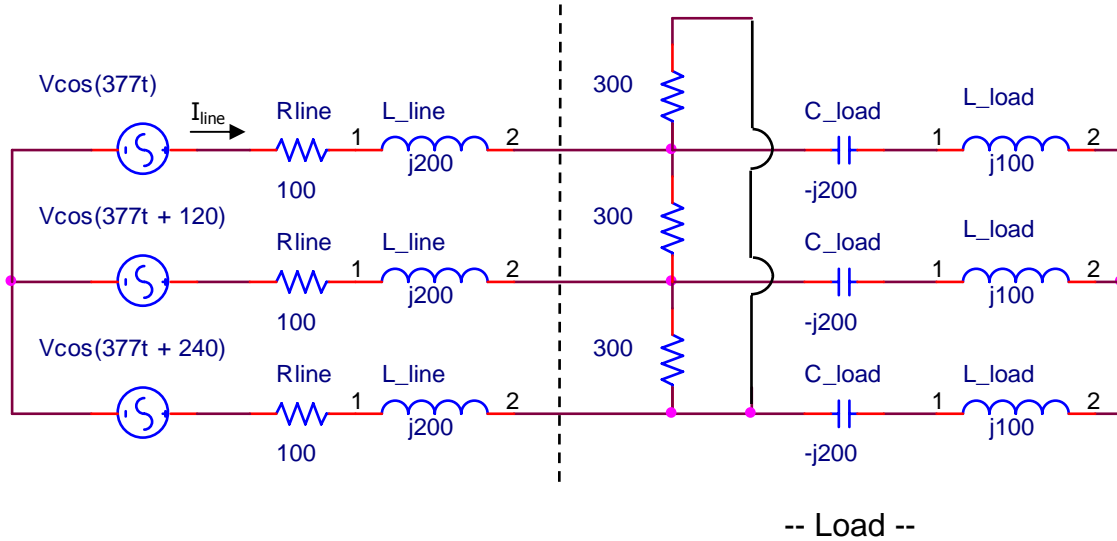 Vcos(377t)
I line
Rline
L_line
1
2
100
j200
300
C_load
L_load
1
2
-j200
j100
Vcos(377t + 120)
Rline
L_line
1
2
100
j200
300
C_load
L_load
1
2
-j200
j100
Vcos(377t + 240)
Rline
L_line
1
2
100
j200
300
C_load
L_load
1
2
-j200
j100
-- Load --